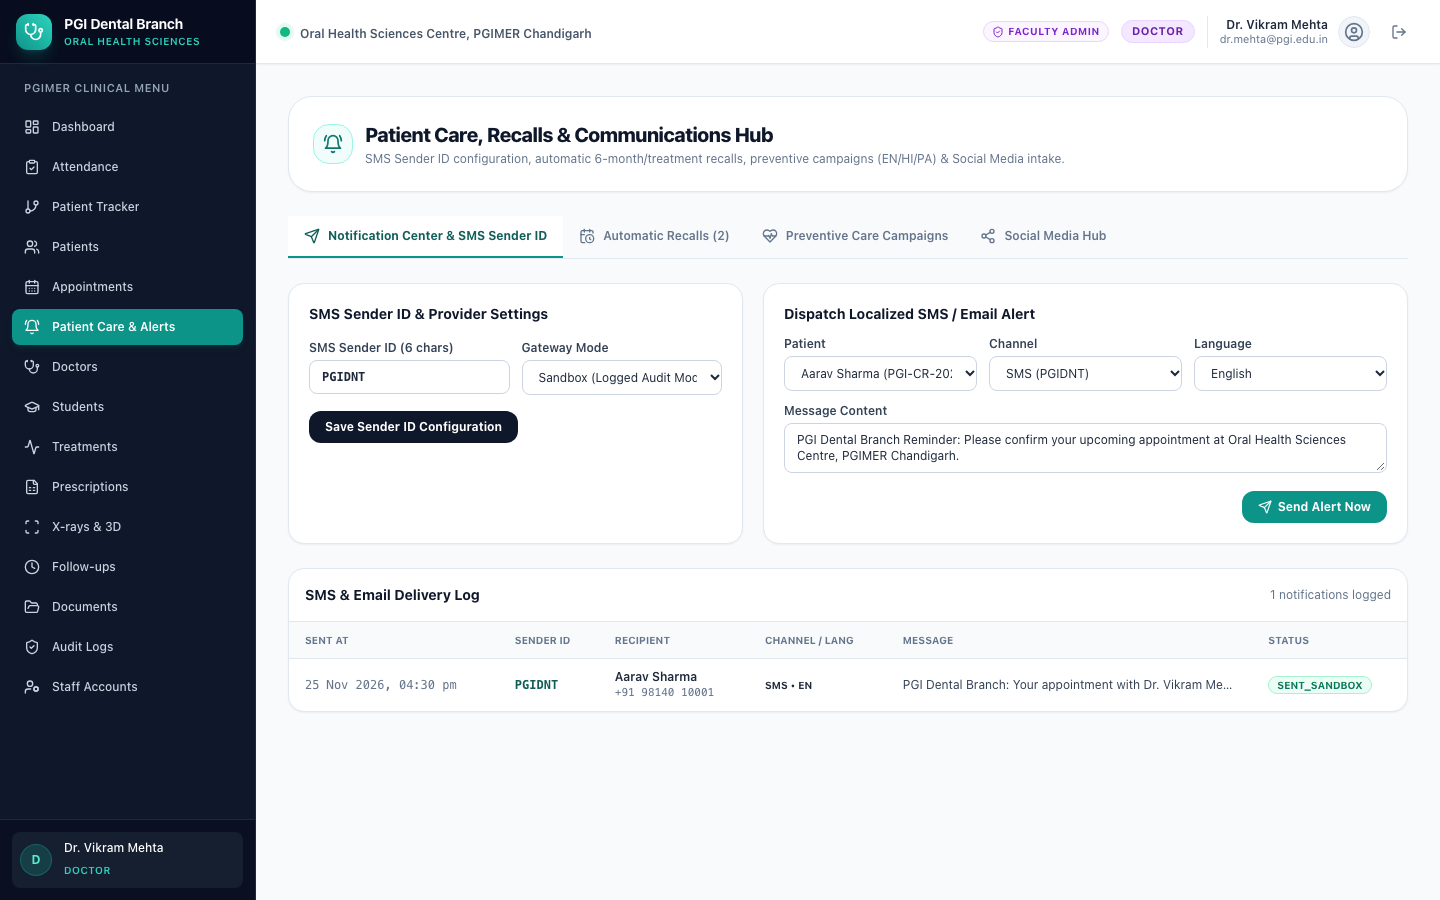 PGI Dental Branch
ORAL HEALTH SCIENCES
PGIMER CLINICAL MENU
Dashboard
Attendance
Patient Tracker
Patients
Appointments
Patient Care & Alerts
Doctors
Students
Treatments
Prescriptions
X-rays & 3D
Follow-ups
Documents
Audit Logs
Staff Accounts
D
Dr. Vikram Mehta
DOCTOR
Oral Health Sciences Centre, PGIMER Chandigarh
FACULTY ADMIN
DOCTOR
Dr. Vikram Mehta
dr.mehta@pgi.edu.in
Patient Care, Recalls & Communications Hub
SMS Sender ID configuration, automatic 6-month/treatment recalls, preventive campaigns (EN/HI/PA) & Social Media intake.
Notification Center & SMS Sender ID
Automatic Recalls (2)
Preventive Care Campaigns
Social Media Hub
SMS Sender ID & Provider Settings
SMS Sender ID (6 chars)
Gateway Mode
PGIDNT
Sandbox (Logged Audit Moc
Save Sender ID Configuration
Dispatch Localized SMS / Email Alert
Patient
Channel
Language
Aarav Sharma (PGI-CR-202
SMS (PGIDNT)
English
Message Content
PGI Dental Branch Reminder: Please confirm your upcoming appointment at Oral Health Sciences
Centre, PGIMER Chandigarh.
Send Alert Now
SMS & Email Delivery Log
1 notifications logged
SENT AT
SENDER ID
RECIPIENT
CHANNEL / LANG
MESSAGE
STATUS
25 Nov 2026, 04:30 pm
PGIDNT
Aarav Sharma
+91 98140 10001
SMS • EN
PGI Dental Branch: Your appointment with Dr. Vikram Me...
SENT_SANDBOX